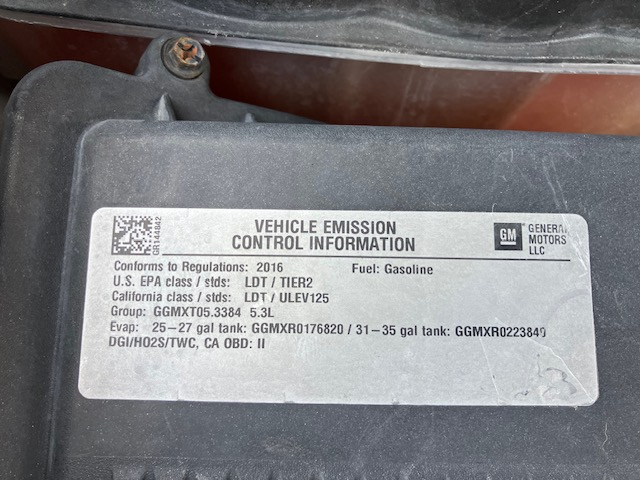 VEHICLE EMISSION
CONTROL INFORMATION
GM
GENERAL
MOTORS
LLC
GR144842
Conforms to Regulations: 2016 Fuel: Gasoline
U.S. EPA class / stds: LDT / TIER2
California class / stds: LDT / ULEV125
Group: GGMXT05.3384 5.3L
Evap: 25-27 gal tank: GGMXR0176820 / 31-35 gal tank: GGMXR0223840
DGI/HO2S/TWC, CA OBD: II